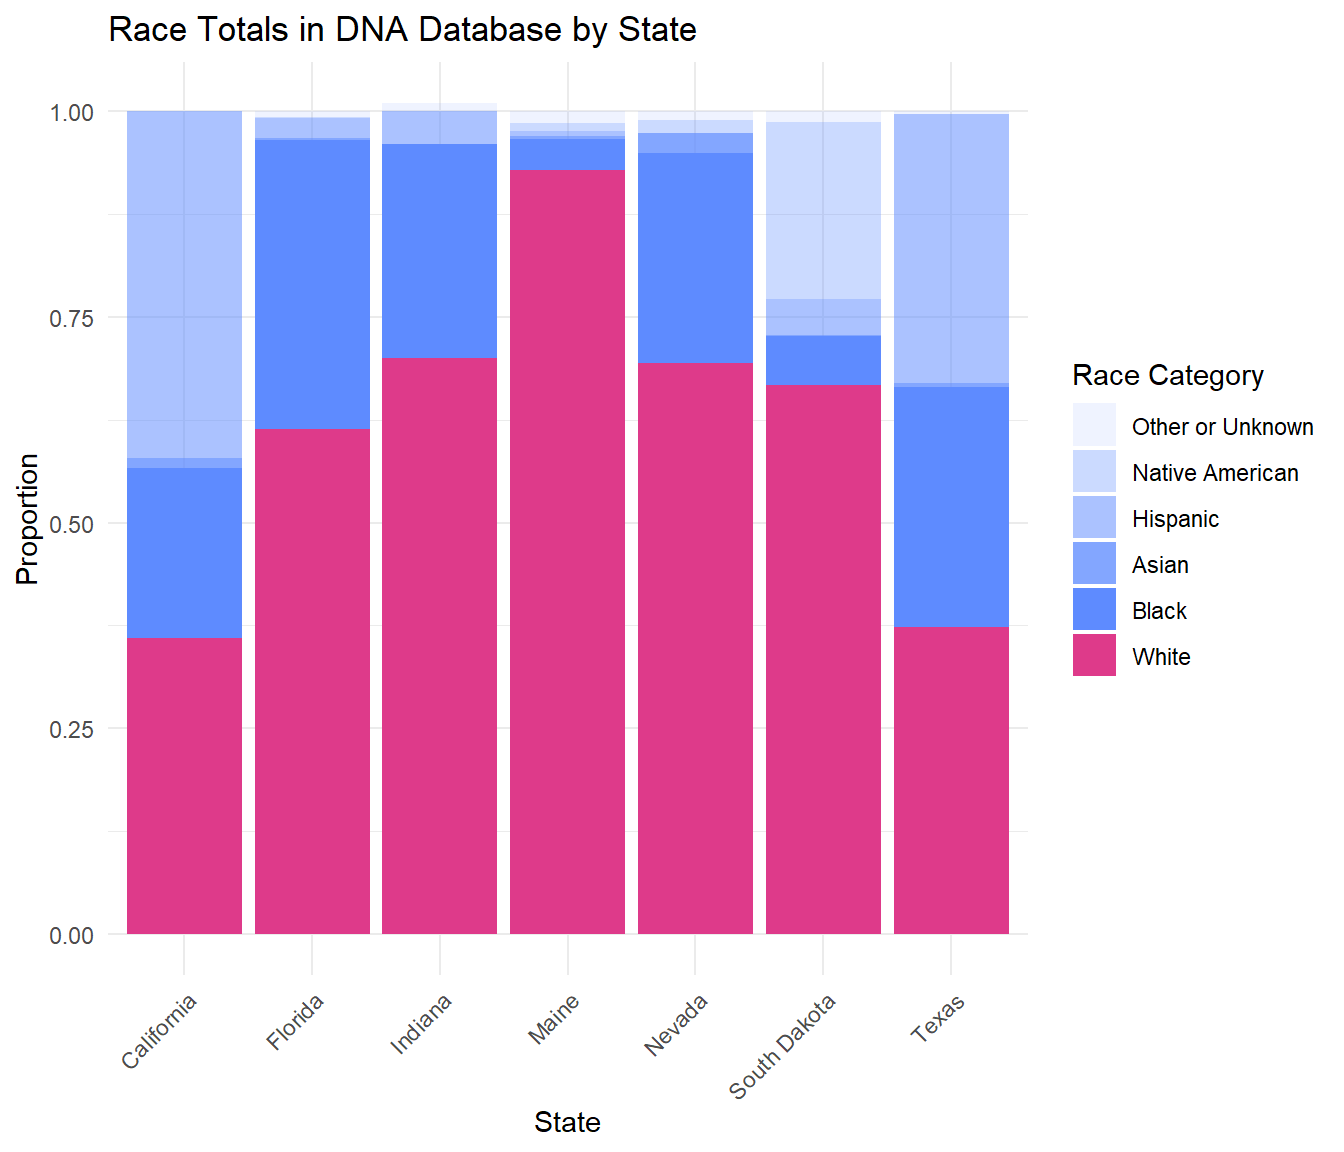 Race Totals in DNA Database by State
Proportion
1.00
0.75
0.50
0.25
0.00
California
Florida
Indiana
Maine
Nevada
South Dakota
Texas
State
Race Category
Other or Unknown
Native American
Hispanic
Asian
Black
White